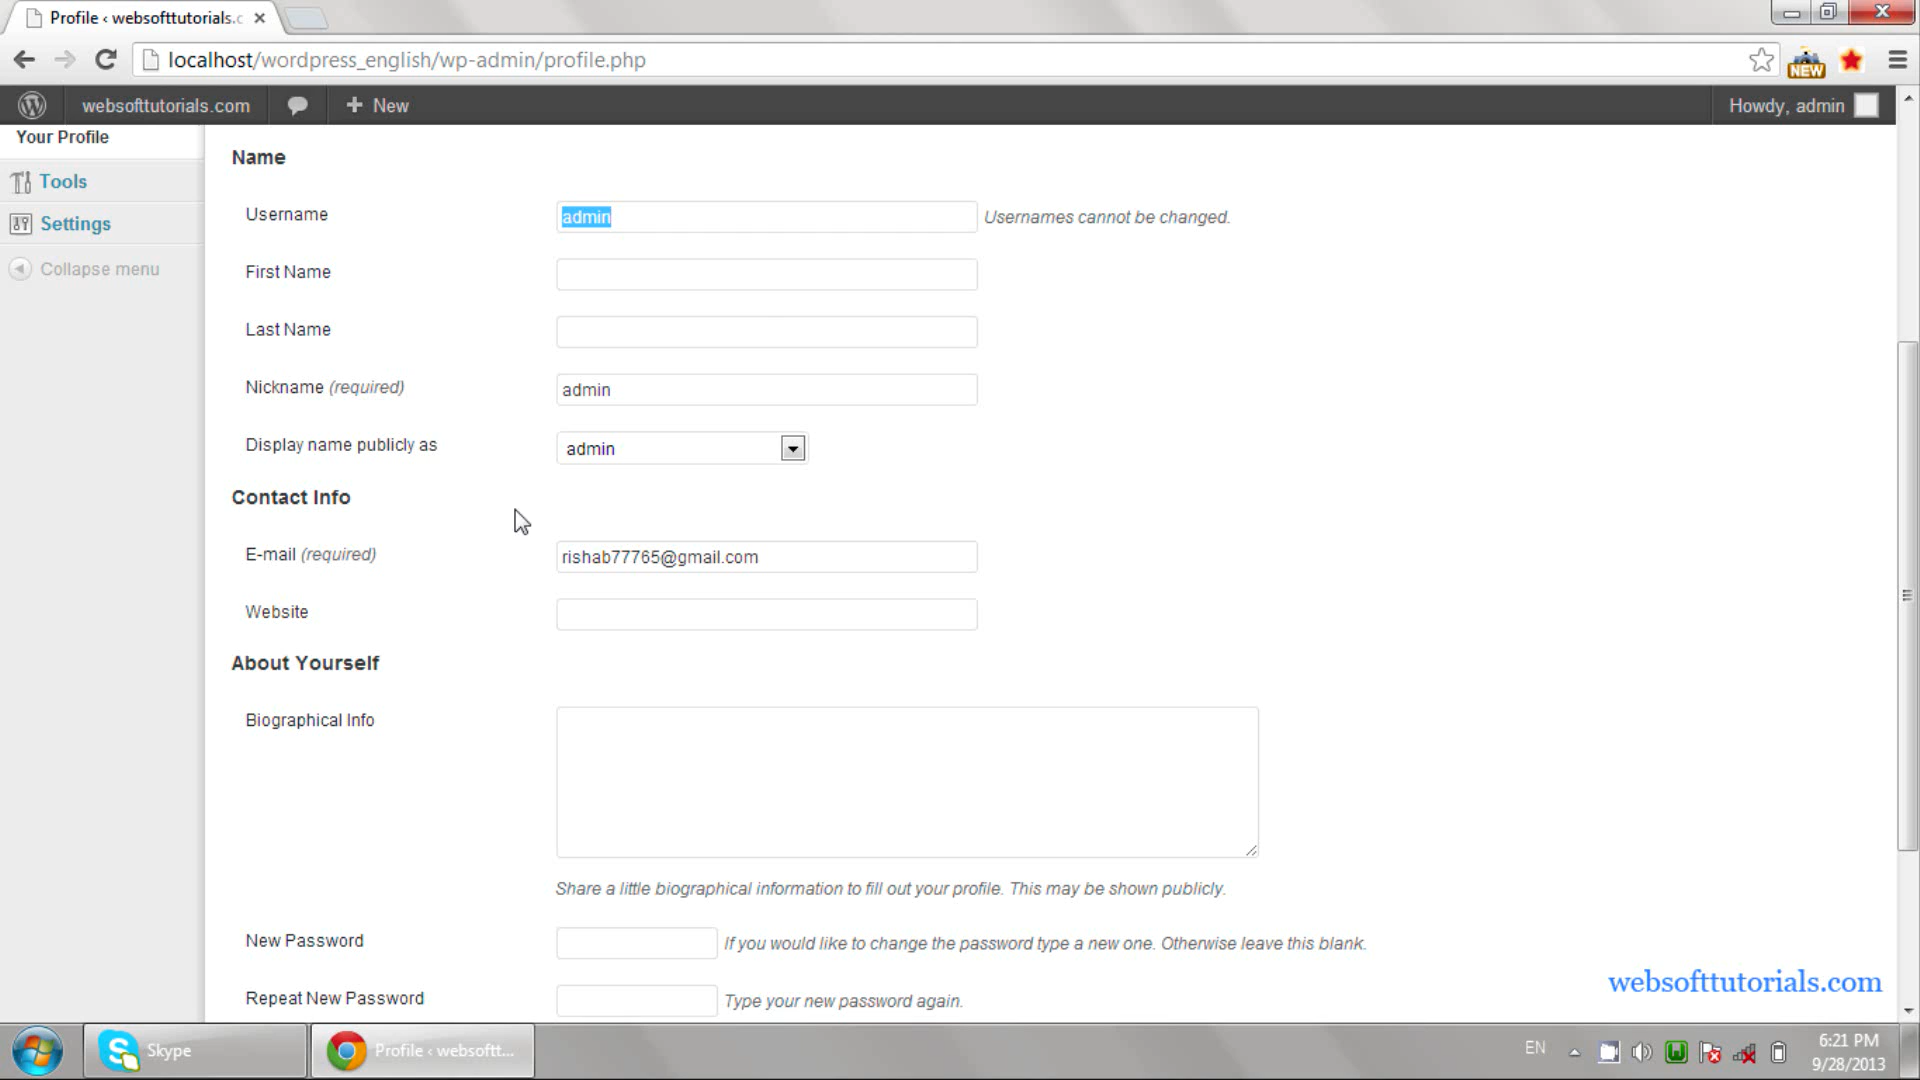 Profile ‹ websofttutorials.c
localhost/wordpress_english/wp-admin/profile.php
NEW
websofttutorials.com
New
Howdy, admin
Your Profile
Tools
Settings
Collapse menu
Name
Username
admin
Usernames cannot be changed.
First Name
Last Name
Nickname (required)
admin
Display name publicly as
admin
Contact Info
E-mail (required)
rishab77765@gmail.com
Website
About Yourself
Biographical Info
Share a little biographical information to fill out your profile. This may be shown publicly.
New Password
If you would like to change the password type a new one. Otherwise leave this blank.
websofttutorials.com
Repeat New Password
Type your new password again.
Skype
Profile ‹ websoftt...
EN
6:21 PM
9/28/2013